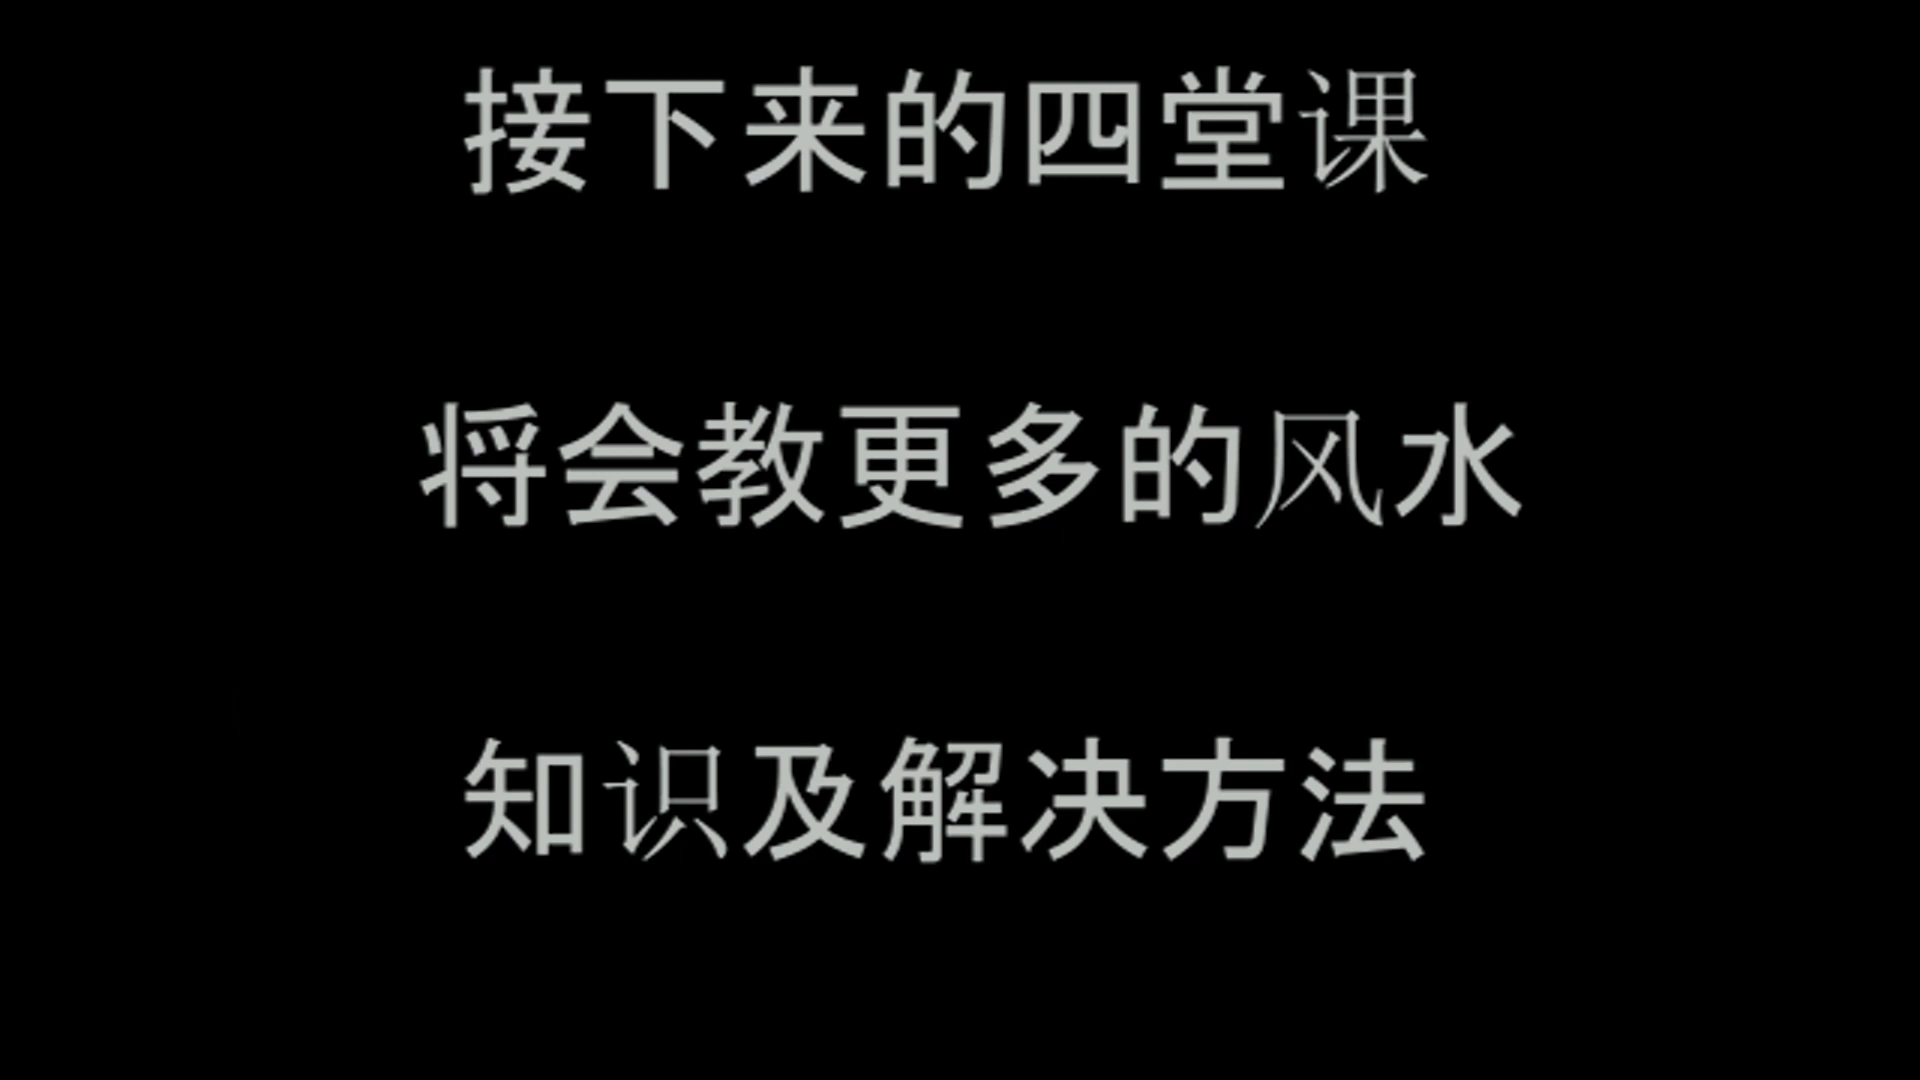 接下来的四堂课
将会教更多的风水
知识及解决方法